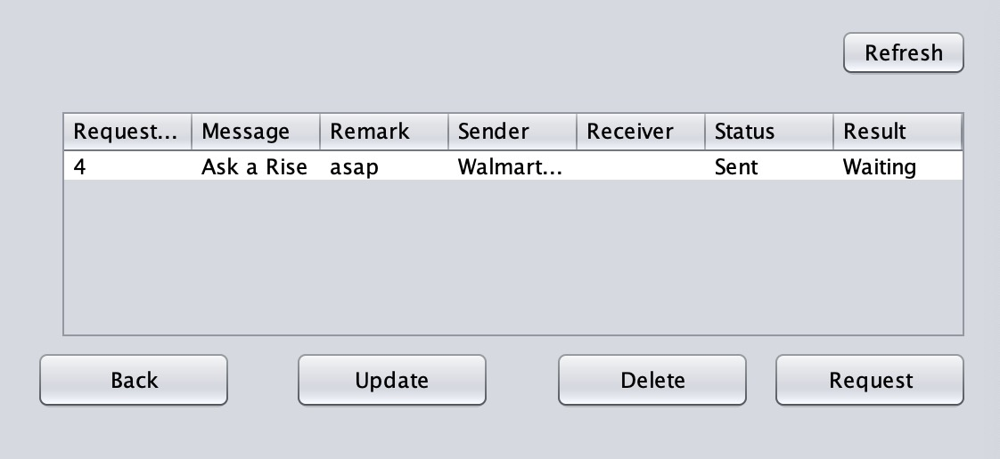 Refresh
Request... Message Remark Sender Receiver Status Result
4 Ask a Rise asap Walmart... Sent Waiting
Back Update Delete Request